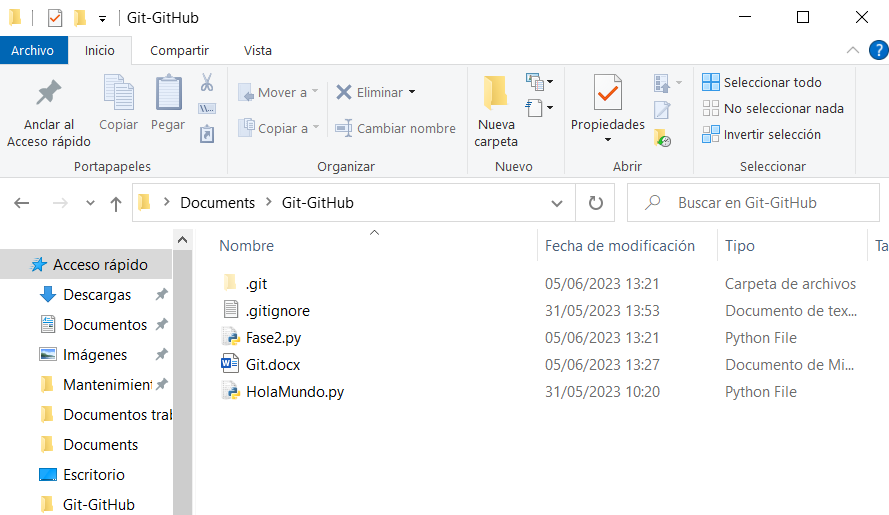 Git-GitHub
Archivo Inicio Compartir Vista
Anclar al
Acceso rápido
Copiar
Pegar
Portapapeles
Mover a
Copiar a
Eliminar
Cambiar nombre
Organizar
Nueva
carpeta
Nuevo
Propiedades
Abrir
Seleccionar todo
No seleccionar nada
Invertir selección
Seleccionar
Documents Git-GitHub
Buscar en Git-GitHub
Acceso rápido
Descargas
Documentos
Imágenes
Mantenimient
Documentos trab
Documents
Escritorio
Git-GitHub
Nombre Fecha de modificación Tipo Ta
.git 05/06/2023 13:21 Carpeta de archivos
.gitignore 31/05/2023 13:53 Documento de tex...
Fase2.py 05/06/2023 13:21 Python File
Git.docx 05/06/2023 13:27 Documento de Mi...
HolaMundo.py 31/05/2023 10:20 Python File